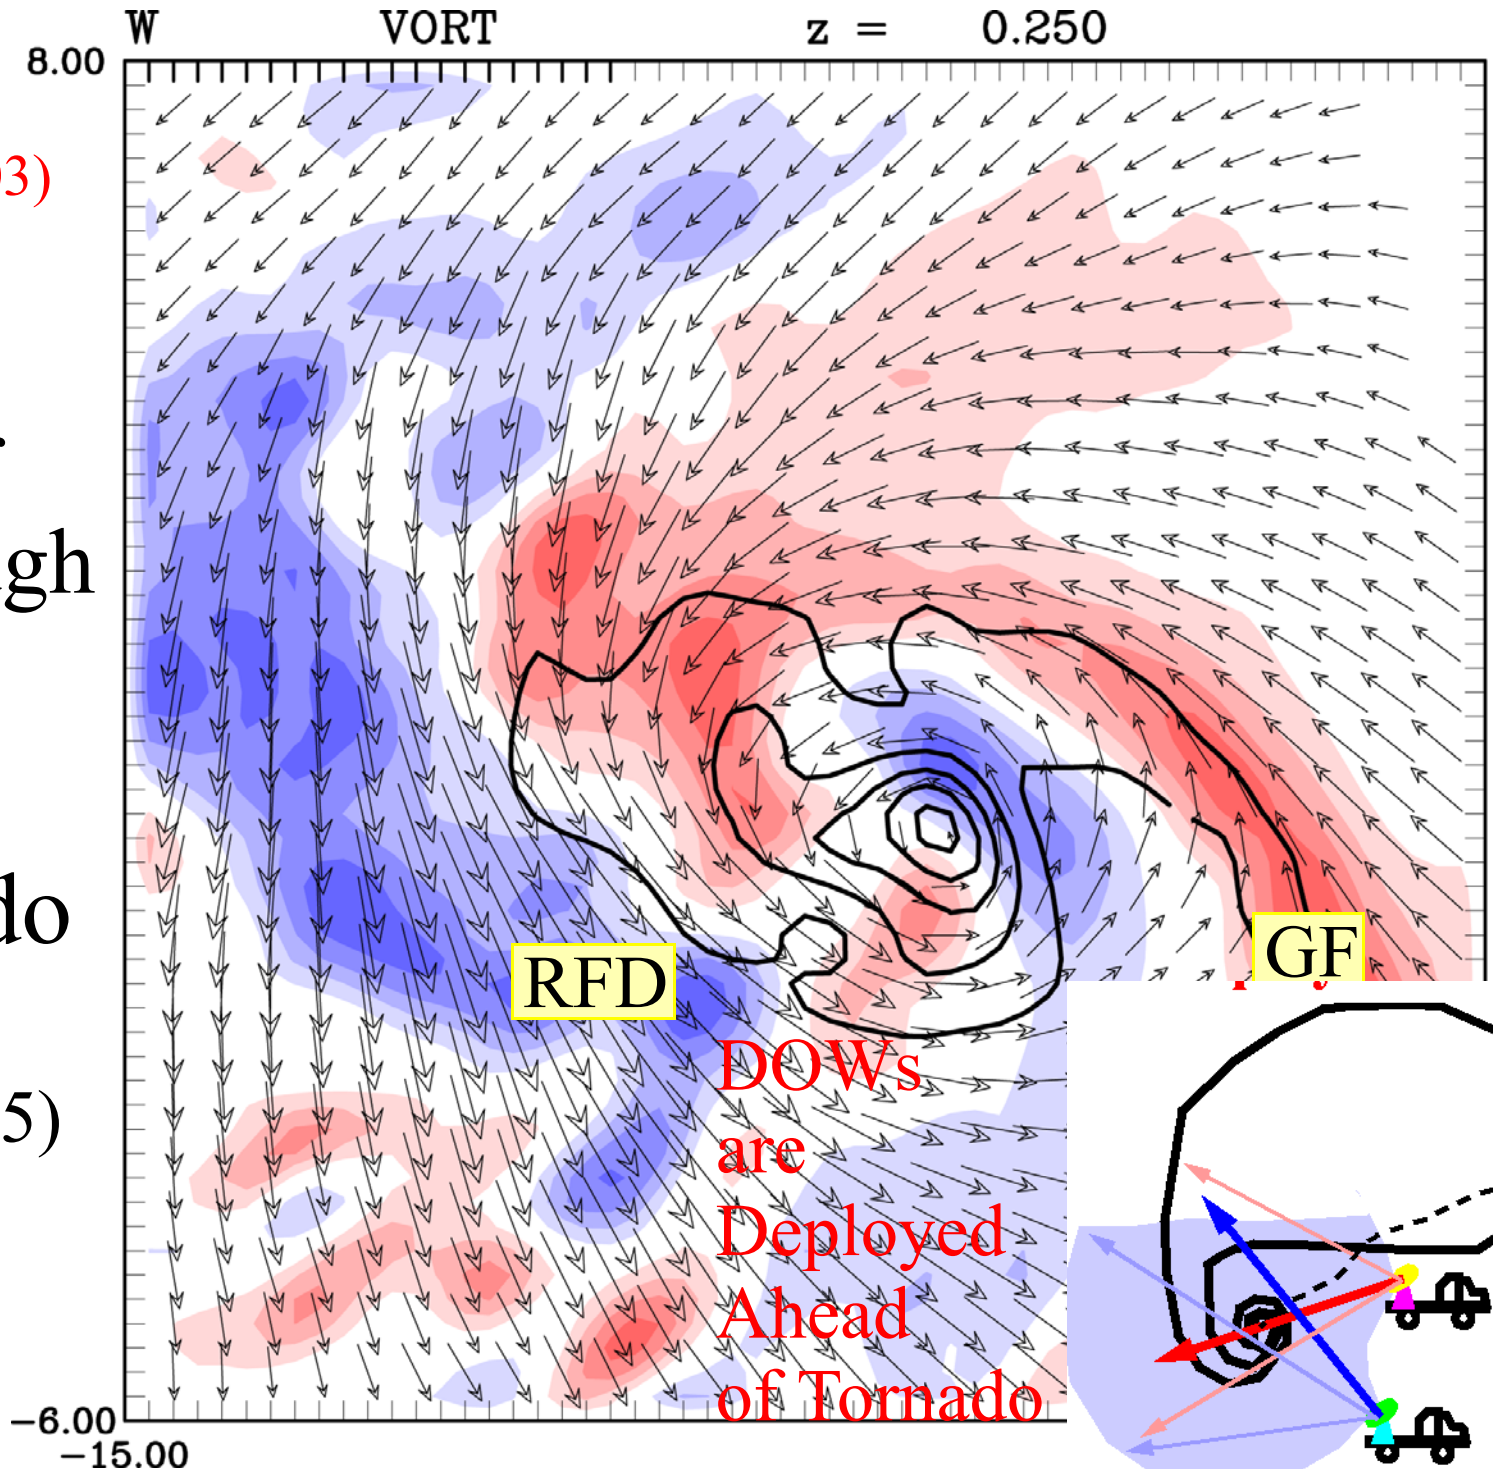 W VORT z = 0.250
8.00
03)
.
gh
do
RFD
GF
5)
DOWs
are
Deployed
Ahead
of Tornado
-6.00
-15.00